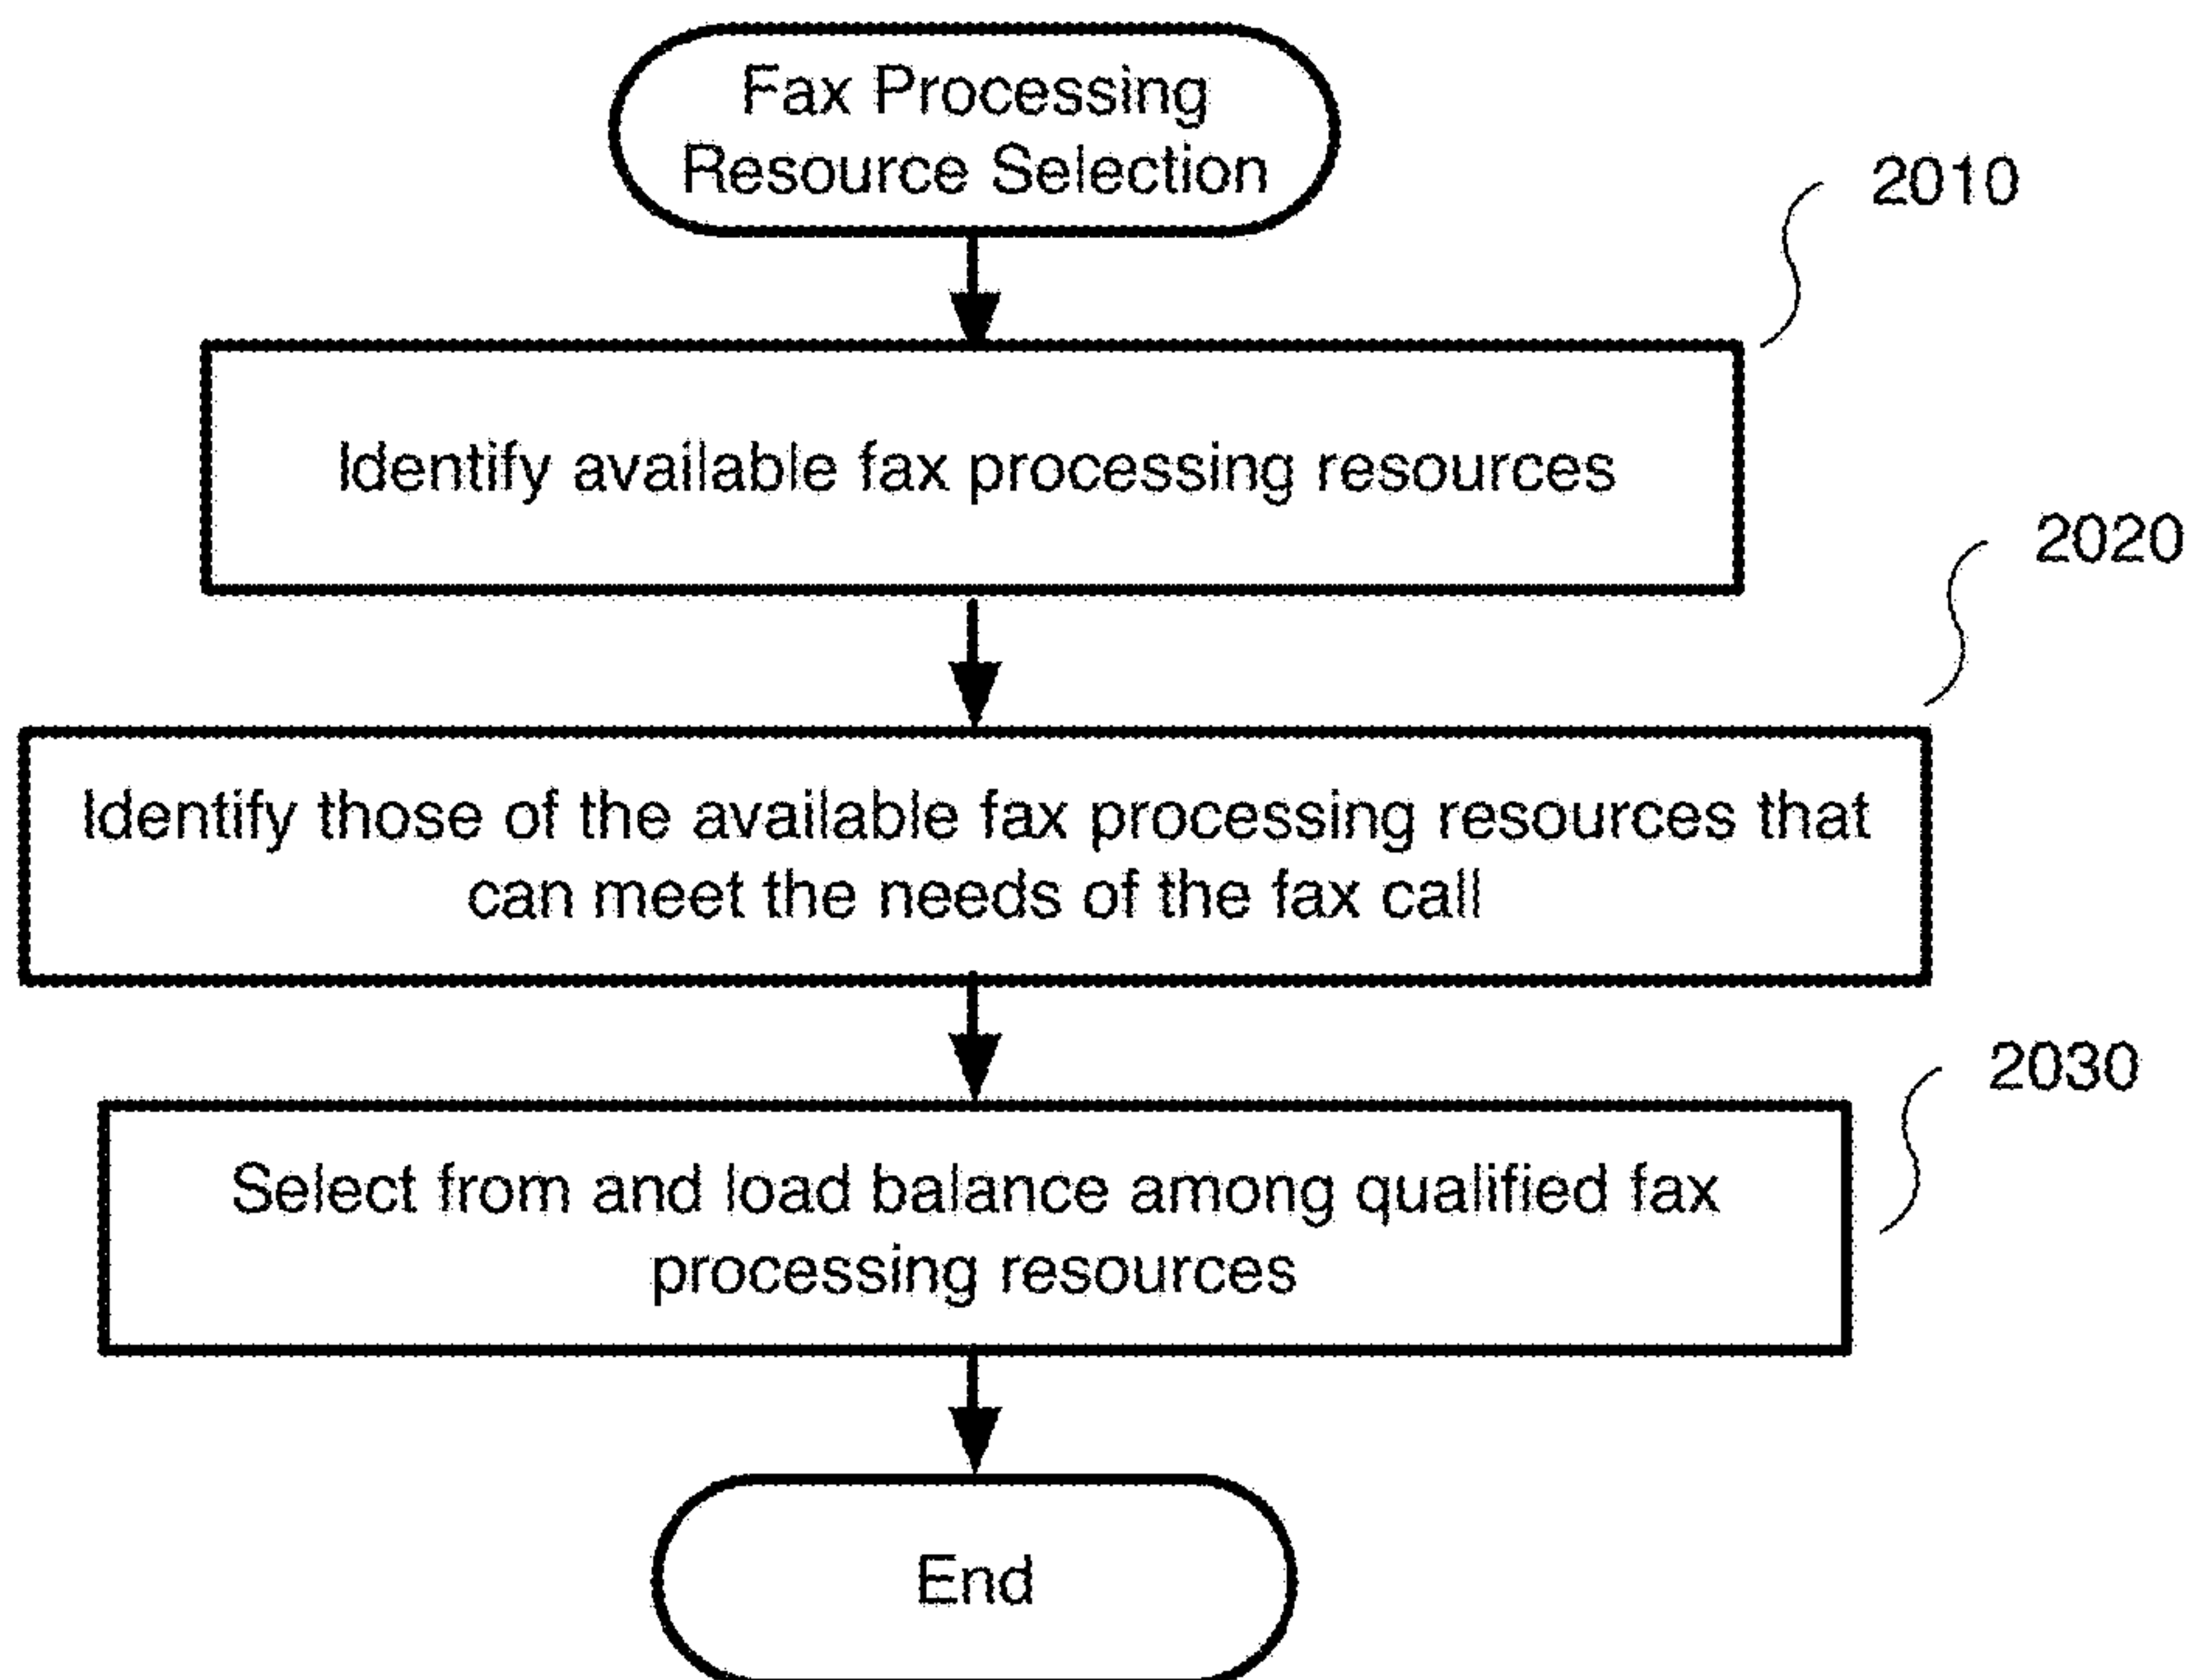 Fax Processing
Resource Selection
2010
Identify available fax processing resources
2020
Identify those of the available fax processing resources that
can meet the needs of the fax call
2030
Select from and load balance among qualified fax
processing resources
End